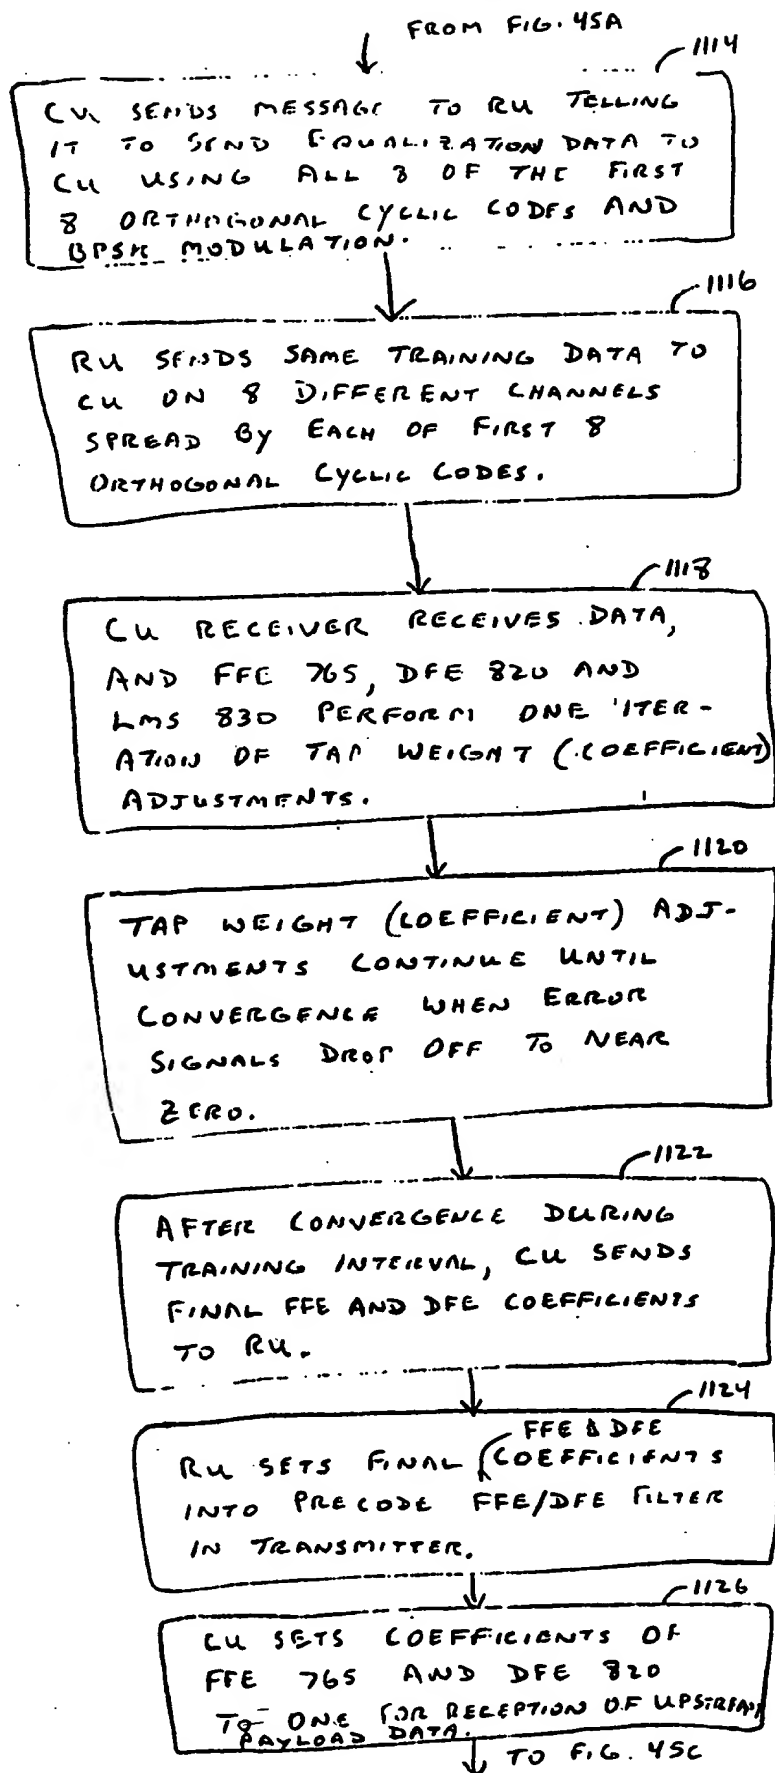 FROM FIG. 45A
1114
CU SENDS MESSAGE TO RU TELLING
IT TO SEND EQUALIZATION DATA TO
CU USING ALL 8 OF THE FIRST
8 ORTHOGONAL CYCLIC CODES AND
BPSK MODULATION.
1116
RU SENDS SAME TRAINING DATA TO
CU ON 8 DIFFERENT CHANNELS
SPREAD BY EACH OF FIRST 8
ORTHOGONAL CYCLIC CODES.
1118
CU RECEIVER RECEIVES DATA,
AND FFE 765, DFE 820 AND
LMS 830 PERFORM ONE ITER-
ATION OF TAP WEIGHT (COEFFICIENT)
ADJUSTMENTS.
1120
TAP WEIGHT (COEFFICIENT) ADJ-
USTMENTS CONTINUE UNTIL
CONVERGENCE WHEN ERROR
SIGNALS DROP OFF TO NEAR
ZERO.
1122
AFTER CONVERGENCE DURING
TRAINING INTERVAL, CU SENDS
FINAL FFE AND DFE COEFFICIENTS
TO RU.
1124
FFE & DFE
RU SETS FINAL COEFFICIENTS
INTO PRECODE FFE/DFE FILTER
IN TRANSMITTER.
1126
CU SETS COEFFICIENTS OF
FFE 765 AND DFE 820
TO ONE FOR RECEPTION OF UPSTREAM
PAYLOAD DATA.
TO FIG. 45C